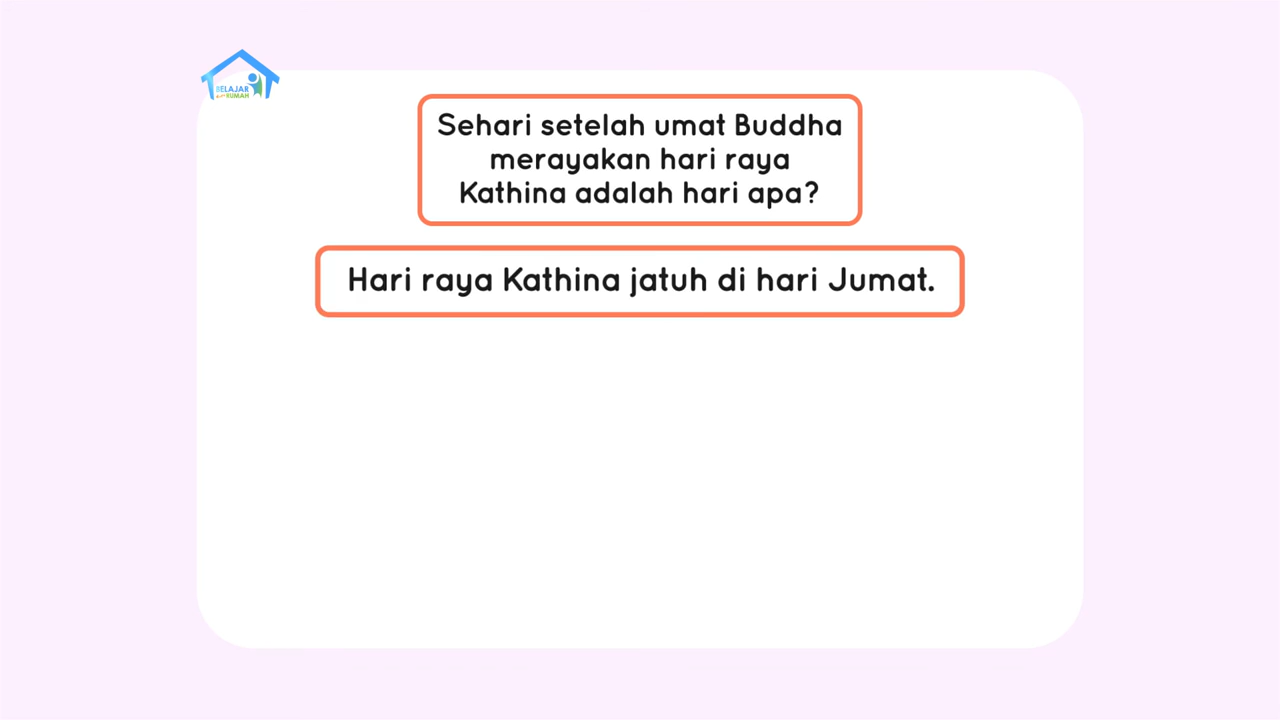 BELAJAR
RUMAH
Sehari setelah umat Buddha
merayakan hari raya
Kathina adalah hari apa?
Hari raya Kathina jatuh di hari Jumat.